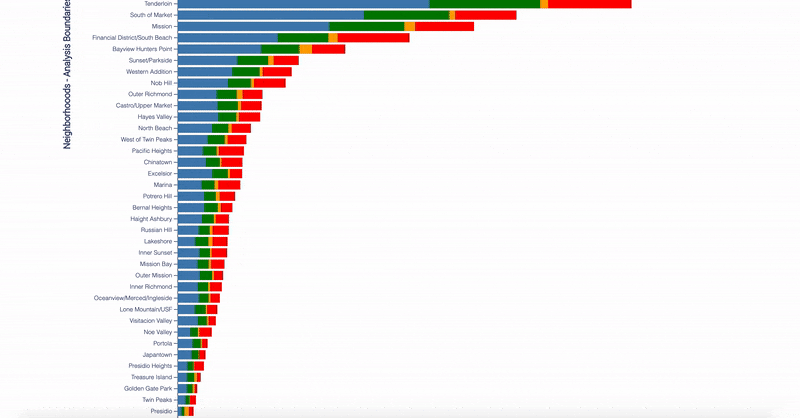 Neighborhooods - Analysis Boundaries
Tenderloin
South of Market
Mission
Financial District/South Beach
Bayview Hunters Point
Sunset/Parkside
Western Addition
Nob Hill
Outer Richmond
Castro/Upper Market
Hayes Valley
North Beach
West of Twin Peaks
Pacific Heights
Chinatown
Excelsior
Marina
Potrero Hill
Bernal Heights
Haight Ashbury
Russian Hill
Lakeshore
Inner Sunset
Mission Bay
Outer Mission
Inner Richmond
Oceanview/Merced/Ingleside
Lone Mountain/USF
Visitacion Valley
Noe Valley
Portola
Japantown
Presidio Heights
Treasure Island
Golden Gate Park
Twin Peaks
Presidio